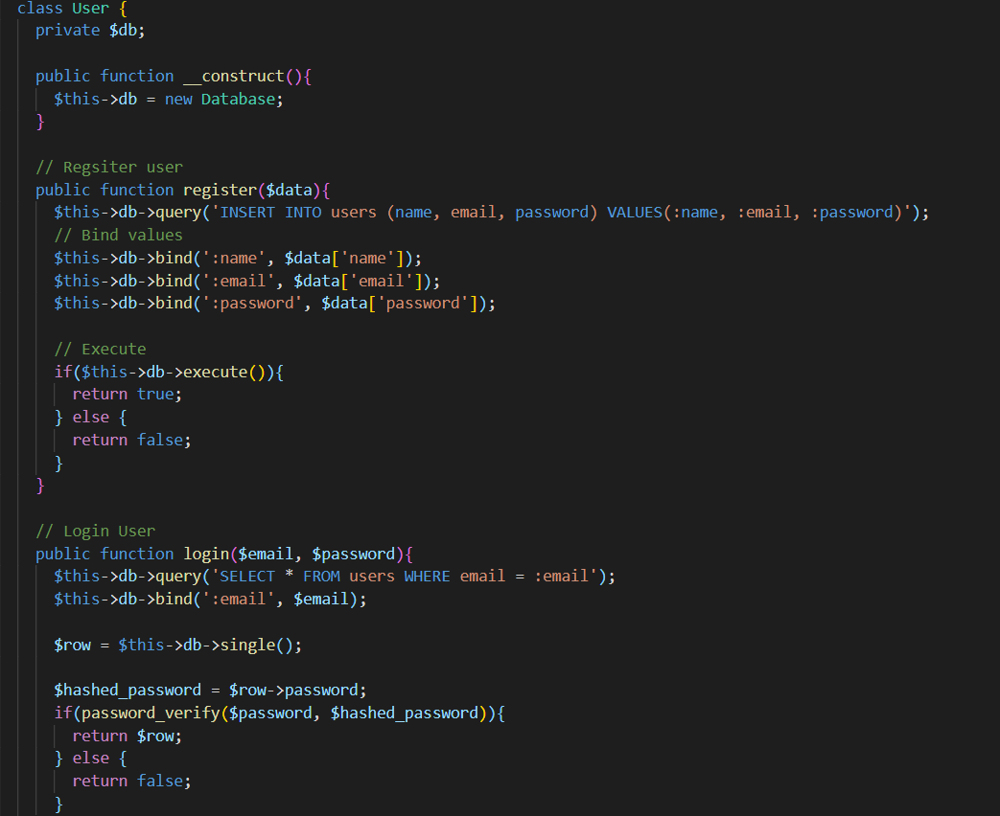 class User {
private $db;
public function __construct(){
$this->db = new Database;
}
// Regsiter user
public function register($data){
$this->db->query('INSERT INTO users (name, email, password) VALUES(:name, :email, :password)');
// Bind values
$this->db->bind(':name', $data['name']);
$this->db->bind(':email', $data['email']);
$this->db->bind(':password', $data['password']);
// Execute
if($this->db->execute()){
return true;
} else {
return false;
}
}
// Login User
public function login($email, $password){
$this->db->query('SELECT * FROM users WHERE email = :email');
$this->db->bind(':email', $email);
$row = $this->db->single();
$hashed_password = $row->password;
if(password_verify($password, $hashed_password)){
return $row;
} else {
return false;
}